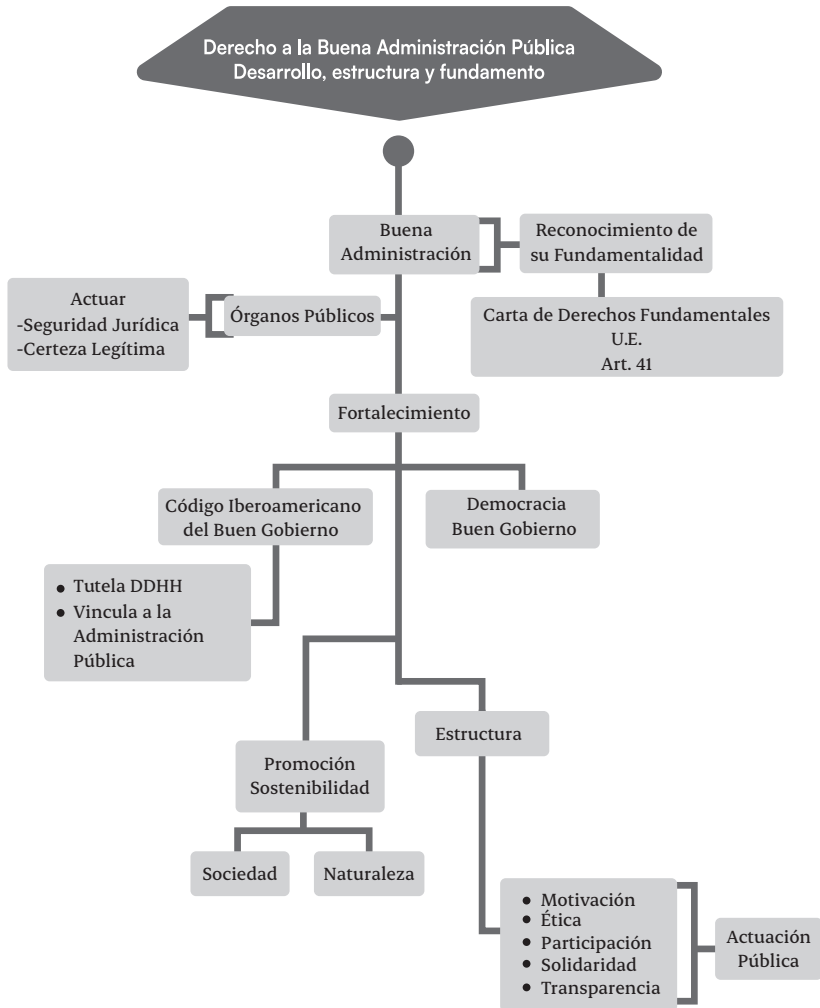 Derecho a la Buena Administración Pública
Desarrollo, estructura y fundamento
Buena
Administración
Reconocimiento de
su Fundamentalidad
Actuar
-Seguridad Jurídica
-Certeza Legítima
Órganos Públicos
Carta de Derechos Fundamentales
U.E.
Art. 41
Fortalecimiento
Código Iberoamericano
del Buen Gobierno
Democracia
Buen Gobierno
• Tutela DDHH
• Vincula a la
Administración
Pública
Estructura
Promoción
Sostenibilidad
Sociedad
Naturaleza
• Motivación
• Ética
• Participación
• Solidaridad
• Transparencia
Actuación
Pública